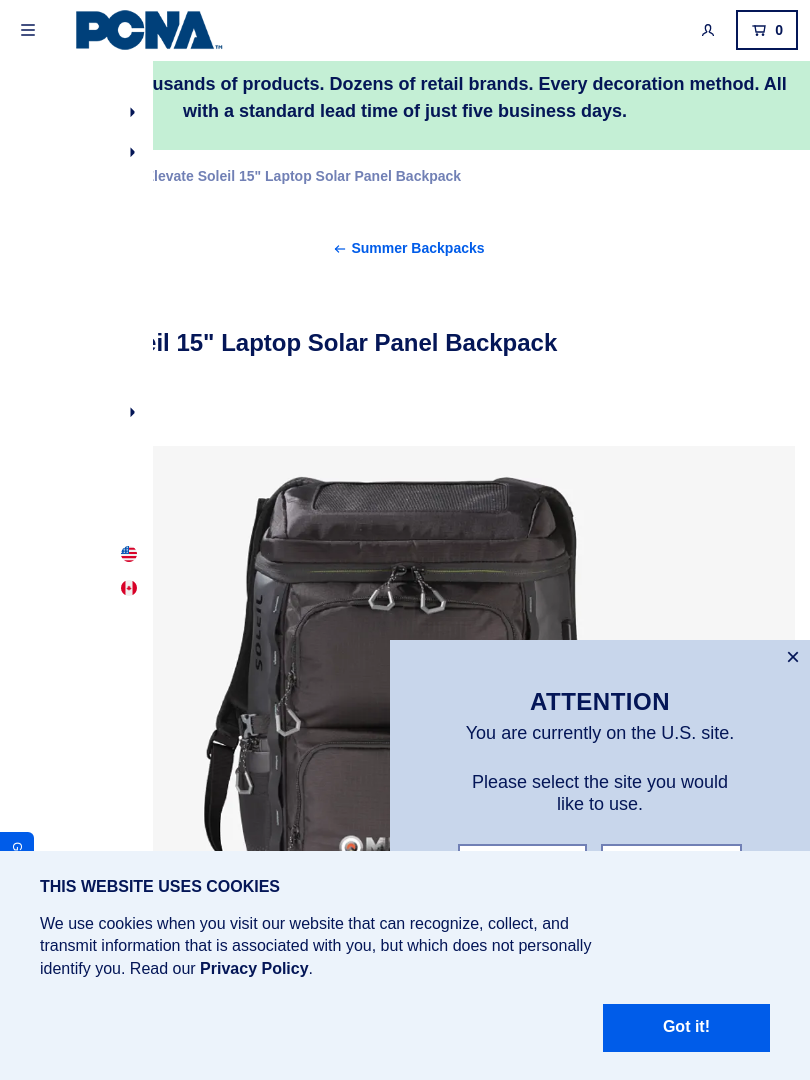 PCNA™
0
usands of products. Dozens of retail brands. Every decoration method. All
with a standard lead time of just five business days.
levate Soleil 15" Laptop Solar Panel Backpack
← Summer Backpacks
eil 15" Laptop Solar Panel Backpack
SOLEIL
ATTENTION
You are currently on the U.S. site.
Please select the site you would
like to use.
G
THIS WEBSITE USES COOKIES
We use cookies when you visit our website that can recognize, collect, and
transmit information that is associated with you, but which does not personally
identify you. Read our Privacy Policy.
Got it!